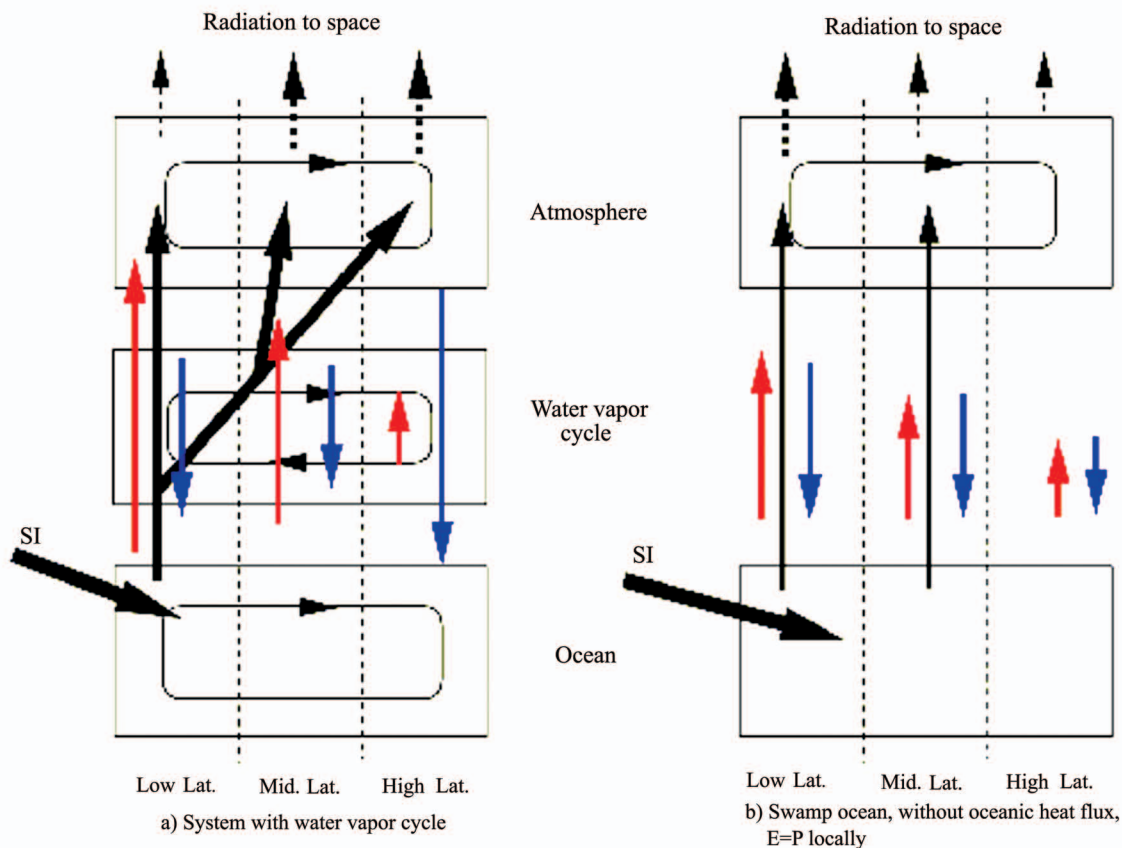 Radiation to space
Radiation to space
Atmosphere
Water vapor
cycle
SI
SI
Ocean
Low Lat.
Mid. Lat.
High Lat.
Low Lat.
Mid. Lat.
High Lat.
a) System with water vapor cycle
b) Swamp ocean, without oceanic heat flux,
E=P locally